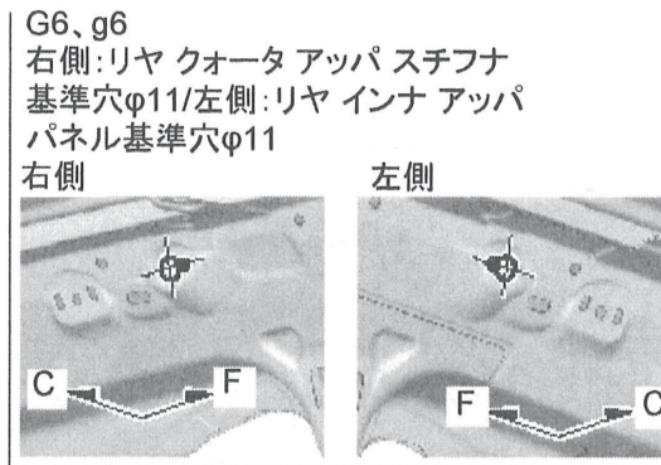 G6、g6
右側:リヤ クォータ アッパ スチフナ
基準穴φ11/左側:リヤ インナ アッパ
パネル基準穴φ11
右側
左側
C
F
F
C